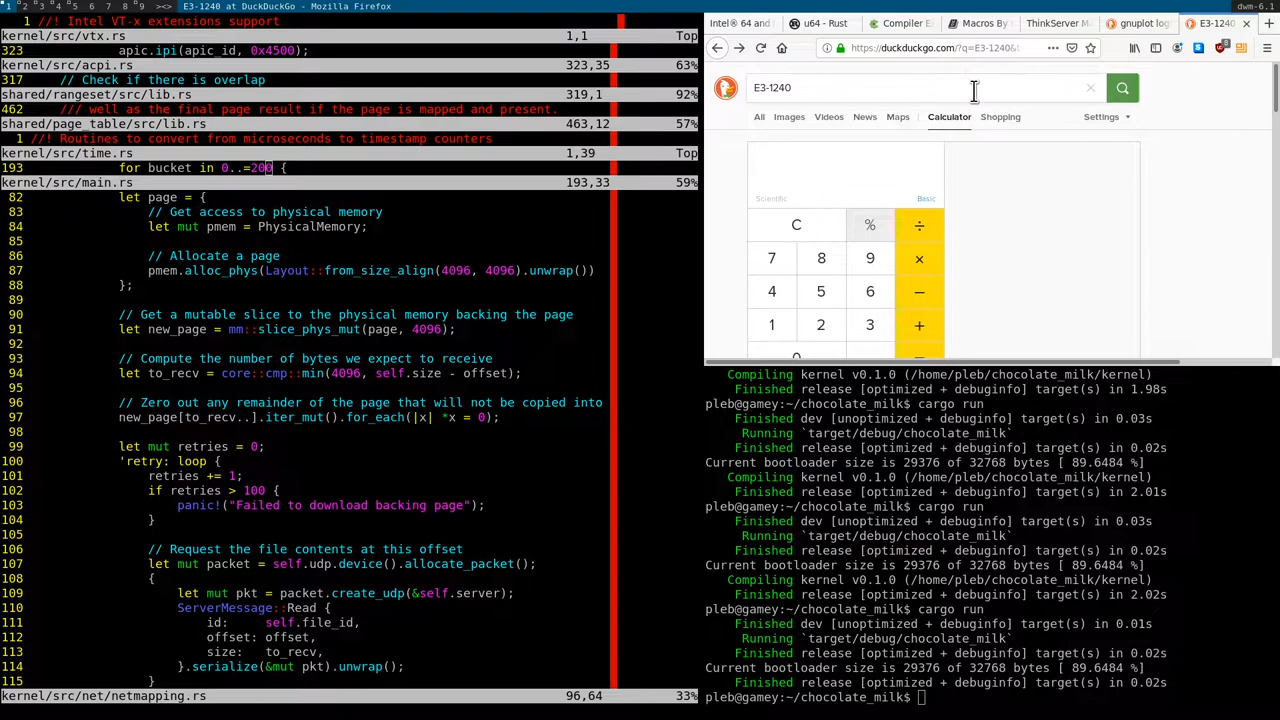 1 2 3 4 5 6 7 8 9 ><> E3-1240 at DuckDuckGo - Mozilla Firefox dwm-6.1
1 //! Intel VT-x extensions support
kernel/src/vtx.rs 1,1 Top
323 apic.ipi(apic_id, 0x4500);
kernel/src/acpi.rs 323,35 63%
317 // Check if there is overlap
shared/rangeset/src/lib.rs 319,1 92%
462 /// well as the final page result if the page is mapped and present.
shared/page_table/src/lib.rs 463,12 57%
1 //! Routines to convert from microseconds to timestamp counters
kernel/src/time.rs 1,39 Top
193 for bucket in 0..=200 {
kernel/src/main.rs 193,33 59%
82 let page = {
83 // Get access to physical memory
84 let mut pmem = PhysicalMemory;
85
86 // Allocate a page
87 pmem.alloc_phys(Layout::from_size_align(4096, 4096).unwrap())
88 };
89
90 // Get a mutable slice to the physical memory backing the page
91 let new_page = mm::slice_phys_mut(page, 4096);
92
93 // Compute the number of bytes we expect to receive
94 let to_recv = core::cmp::min(4096, self.size - offset);
95
96 // Zero out any remainder of the page that will not be copied into
97 new_page[to_recv..].iter_mut().for_each(|x| *x = 0);
98
99 let mut retries = 0;
100 'retry: loop {
101 retries += 1;
102 if retries > 100 {
103 panic!("Failed to download backing page");
104 }
105
106 // Request the file contents at this offset
107 let mut packet = self.udp.device().allocate_packet();
108 {
109 let mut pkt = packet.create_udp(&self.server);
110 ServerMessage::Read {
111 id: self.file_id,
112 offset: offset,
113 size: to_recv,
114 }.serialize(&mut pkt).unwrap();
115 }
kernel/src/net/netmapping.rs 96,64 33%
Intel® 64 and u64 - Rust Compiler E Macros By ThinkServer M gnuplot log E3-1240
https://duckduckgo.com/?q=E3-1240&
E3-1240
All Images Videos News Maps Calculator Shopping Settings
Scientific Basic
C % ÷
7 8 9 ×
4 5 6 −
1 2 3 +
0
Compiling kernel v0.1.0 (/home/pleb/chocolate_milk/kernel)
Finished release [optimized + debuginfo] target(s) in 1.98s
pleb@gamey:~/chocolate_milk$ cargo run
Finished dev [unoptimized + debuginfo] target(s) in 0.03s
Running `target/debug/chocolate_milk`
Finished release [optimized + debuginfo] target(s) in 0.02s
Current bootloader size is 29376 of 32768 bytes [ 89.6484 %]
Compiling kernel v0.1.0 (/home/pleb/chocolate_milk/kernel)
Finished release [optimized + debuginfo] target(s) in 2.01s
pleb@gamey:~/chocolate_milk$ cargo run
Finished dev [unoptimized + debuginfo] target(s) in 0.03s
Running `target/debug/chocolate_milk`
Finished release [optimized + debuginfo] target(s) in 0.02s
Current bootloader size is 29376 of 32768 bytes [ 89.6484 %]
Compiling kernel v0.1.0 (/home/pleb/chocolate_milk/kernel)
Finished release [optimized + debuginfo] target(s) in 2.02s
pleb@gamey:~/chocolate_milk$ cargo run
Finished dev [unoptimized + debuginfo] target(s) in 0.01s
Running `target/debug/chocolate_milk`
Finished release [optimized + debuginfo] target(s) in 0.02s
Current bootloader size is 29376 of 32768 bytes [ 89.6484 %]
Finished release [optimized + debuginfo] target(s) in 0.02s
pleb@gamey:~/chocolate_milk$